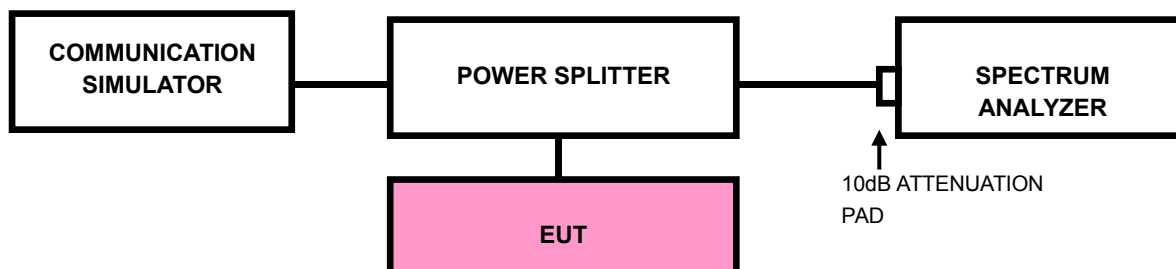 COMMUNICATION
SIMULATOR
POWER SPLITTER
SPECTRUM
ANALYZER
10dB ATTENUATION
PAD
EUT